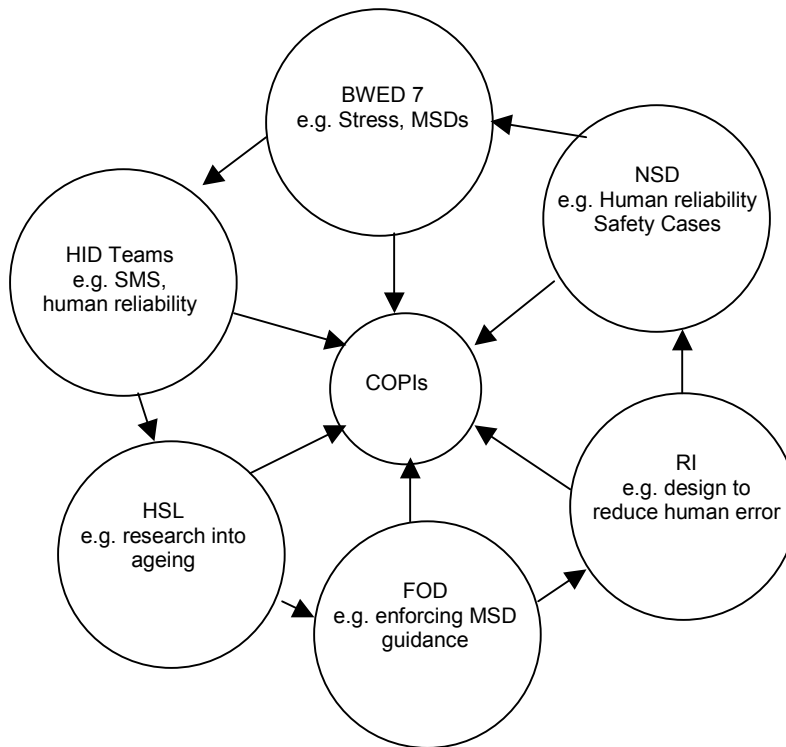 BWED 7
e.g. Stress, MSDs
NSD
e.g. Human reliability
Safety Cases
HID Teams
e.g. SMS,
human reliability
COPIs
RI
e.g. design to
reduce human error
HSL
e.g. research into
ageing
FOD
e.g. enforcing MSD
guidance